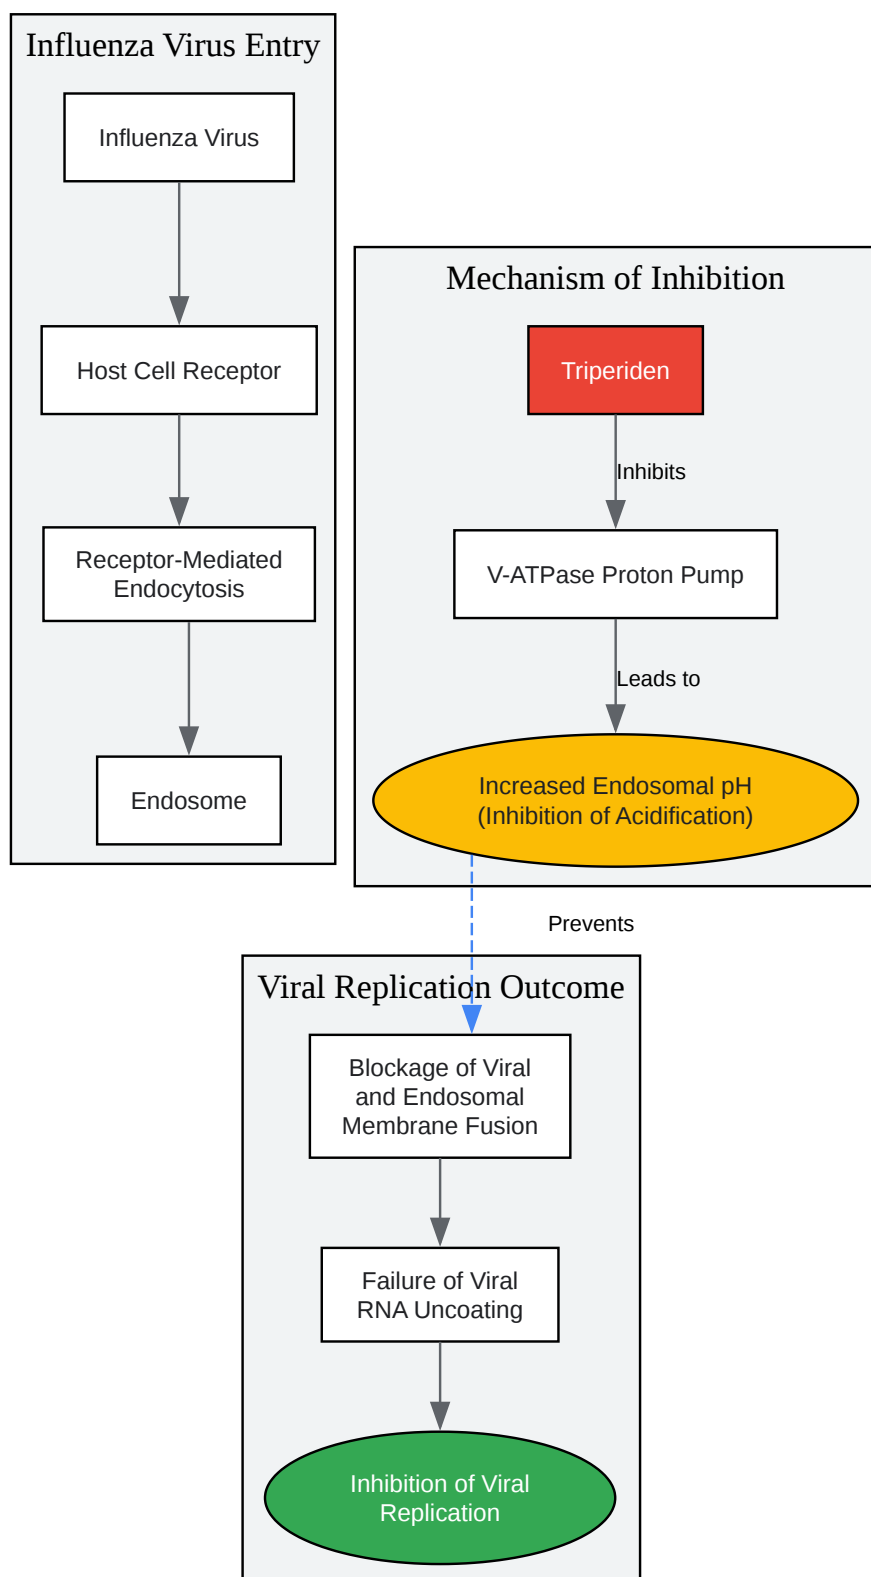 Influenza Virus Entry
Influenza Virus
Host Cell Receptor
Receptor-Mediated
Endocytosis
Endosome
Mechanism of Inhibition
Triperiden
Inhibits
V-ATPase Proton Pump
Leads to
Increased Endosomal pH
(Inhibition of Acidification)
Prevents
Viral Replication Outcome
Blockage of Viral
and Endosomal
Membrane Fusion
Failure of Viral
RNA Uncoating
Inhibition of Viral
Replication